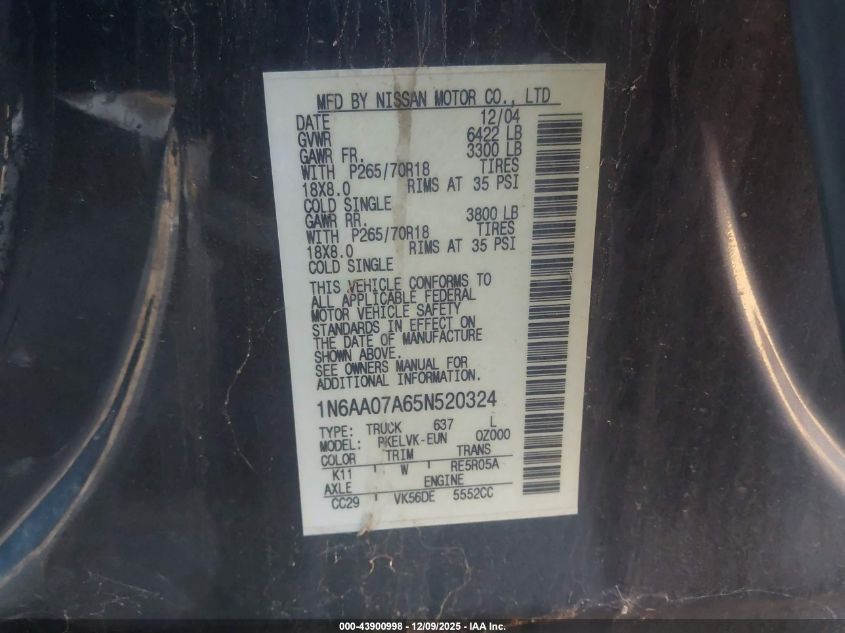 MFD BY NISSAN MOTOR CO., LTD
DATE 12/04
GVWR 6422 LB
GAWR FR. 3300 LB
WITH P265/70R18 TIRES
18X8.0 RIMS AT 35 PSI
COLD SINGLE
GAWR RR. 3800 LB
WITH P265/70R18 TIRES
18X8.0 RIMS AT 35 PSI
COLD SINGLE
THIS VEHICLE CONFORMS TO
ALL APPLICABLE FEDERAL
MOTOR VEHICLE SAFETY
STANDARDS IN EFFECT ON
THE DATE OF MANUFACTURE
SHOWN ABOVE.
SEE OWNERS MANUAL FOR
ADDITIONAL INFORMATION.
1N6AA07A65N520324
TYPE: TRUCK 637 L
MODEL: PKELVK-EUN 0Z000
COLOR TRIM TRANS
K11 W RE5R05A
AXLE ENGINE
CC29 VK56DE 5552CC
000-43900998 - 12/09/2025 - IAA Inc.